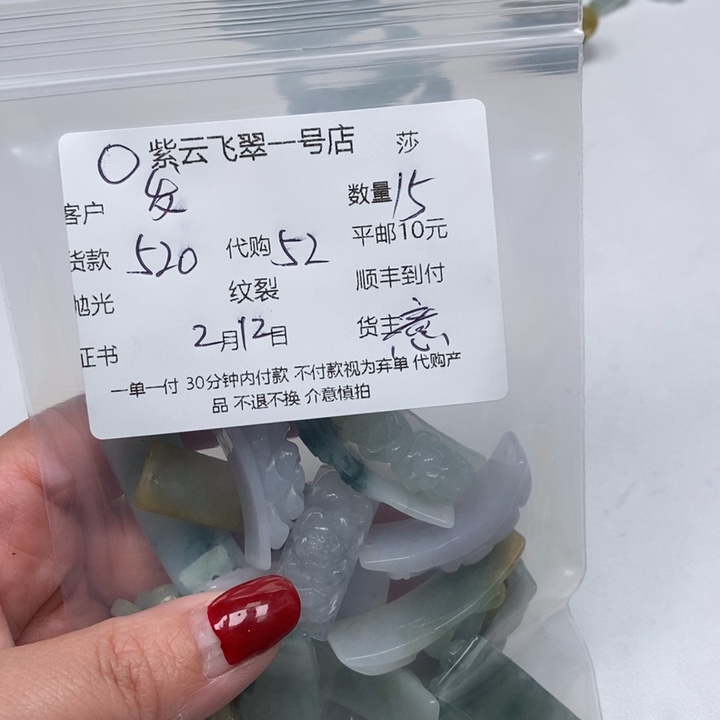 〇 紫云飞翠一号店 莎
客户 发 数量 15
货款 520 代购 52 平邮10元
抛光 纹裂 顺丰到付
证书 2月12日 货主 意
一单一付 30分钟内付款 不付款视为弃单 代购产
品 不退不换 介意慎拍